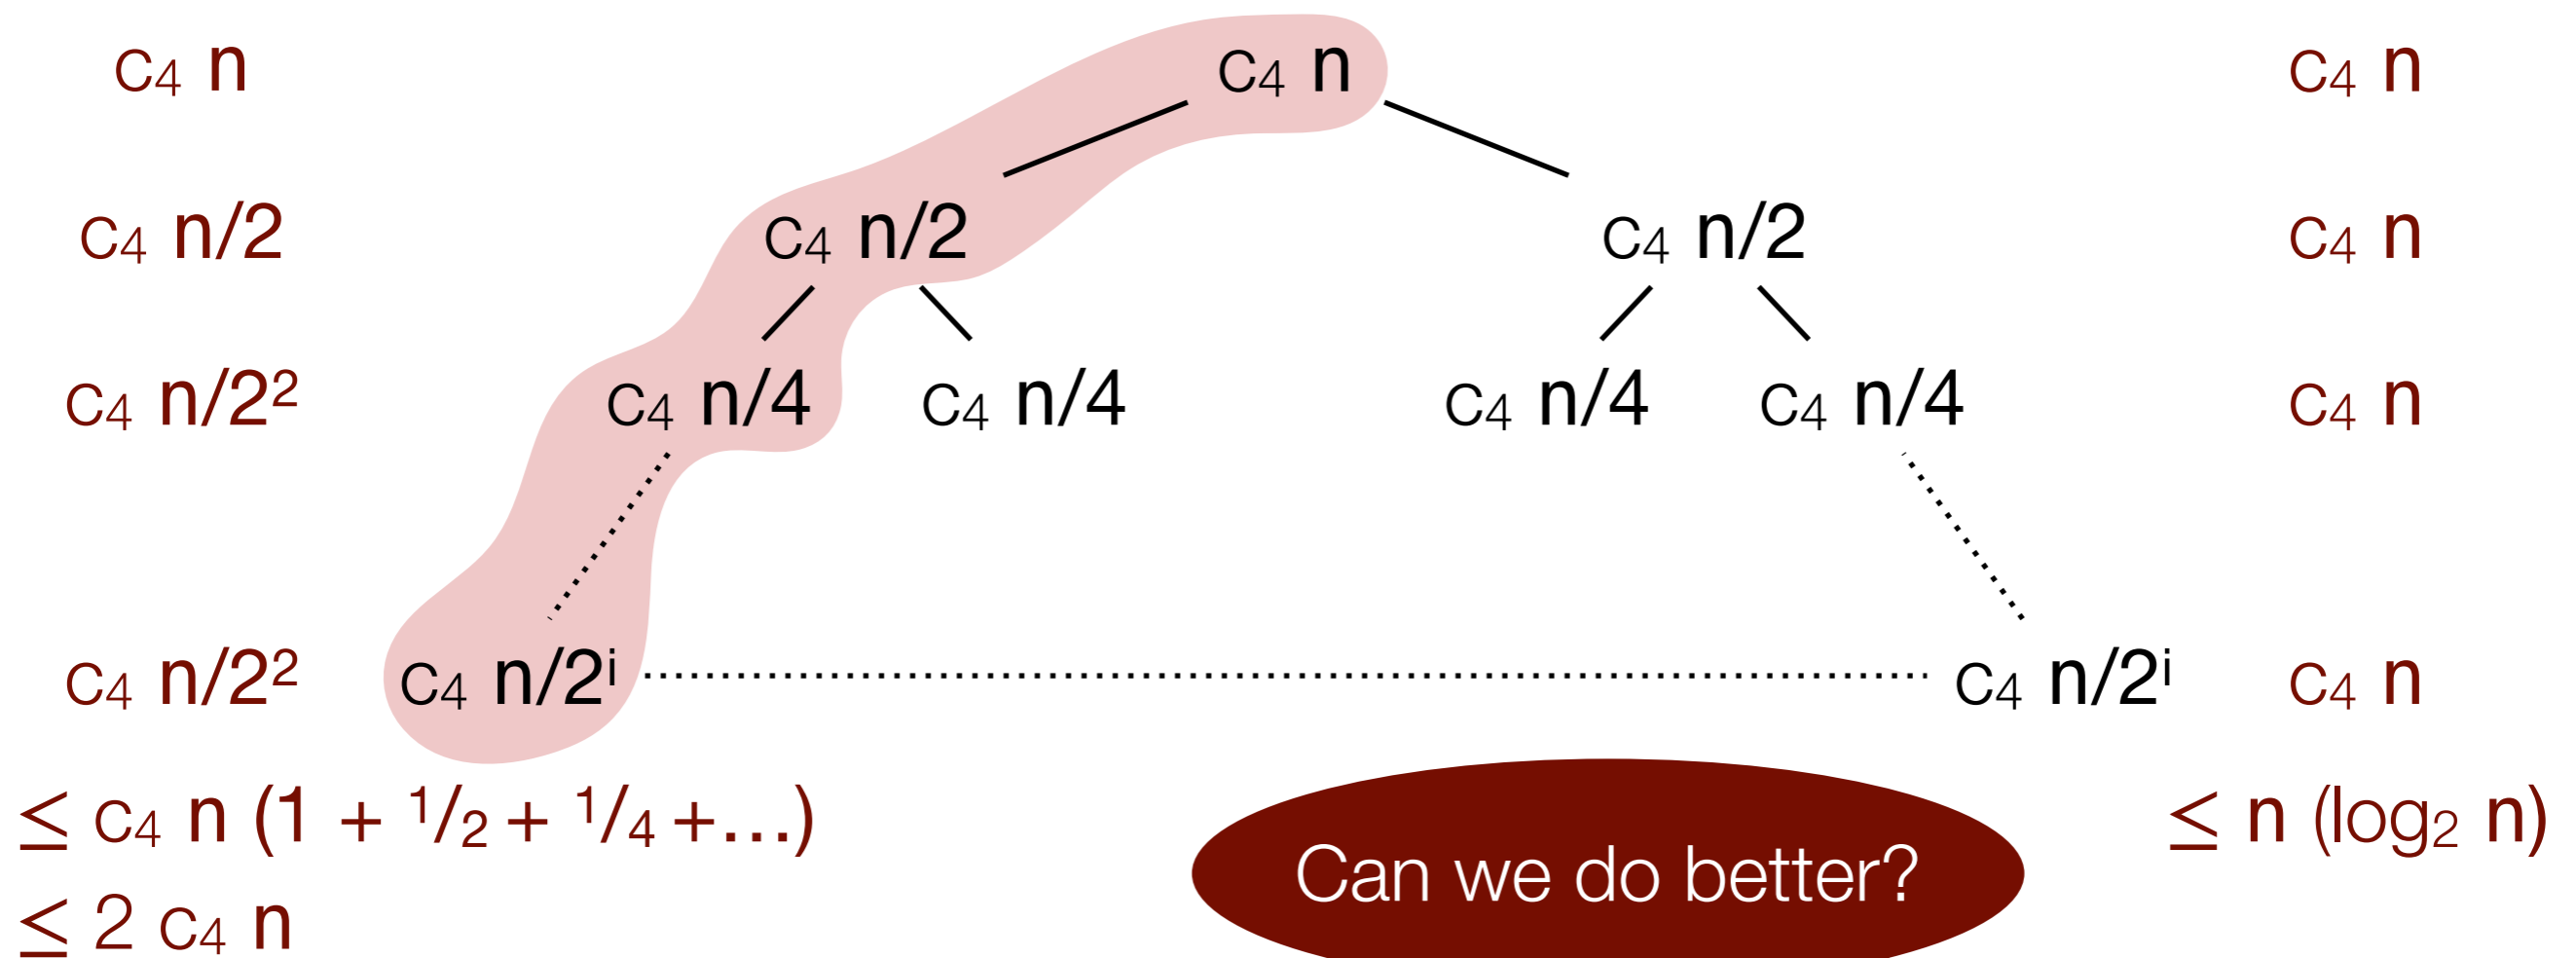 c₄ n c₄ n c₄ n
c₄ n/2 c₄ n/2 c₄ n/2 c₄ n
c₄ n/2² c₄ n/4 c₄ n/4 c₄ n/4 c₄ n/4 c₄ n
c₄ n/2² c₄ n/2ⁱ c₄ n/2ⁱ c₄ n
≤ c₄ n (1 + ¹/₂ + ¹/₄ +…) ≤ n (log₂ n)
Can we do better?
≤ 2 c₄ n